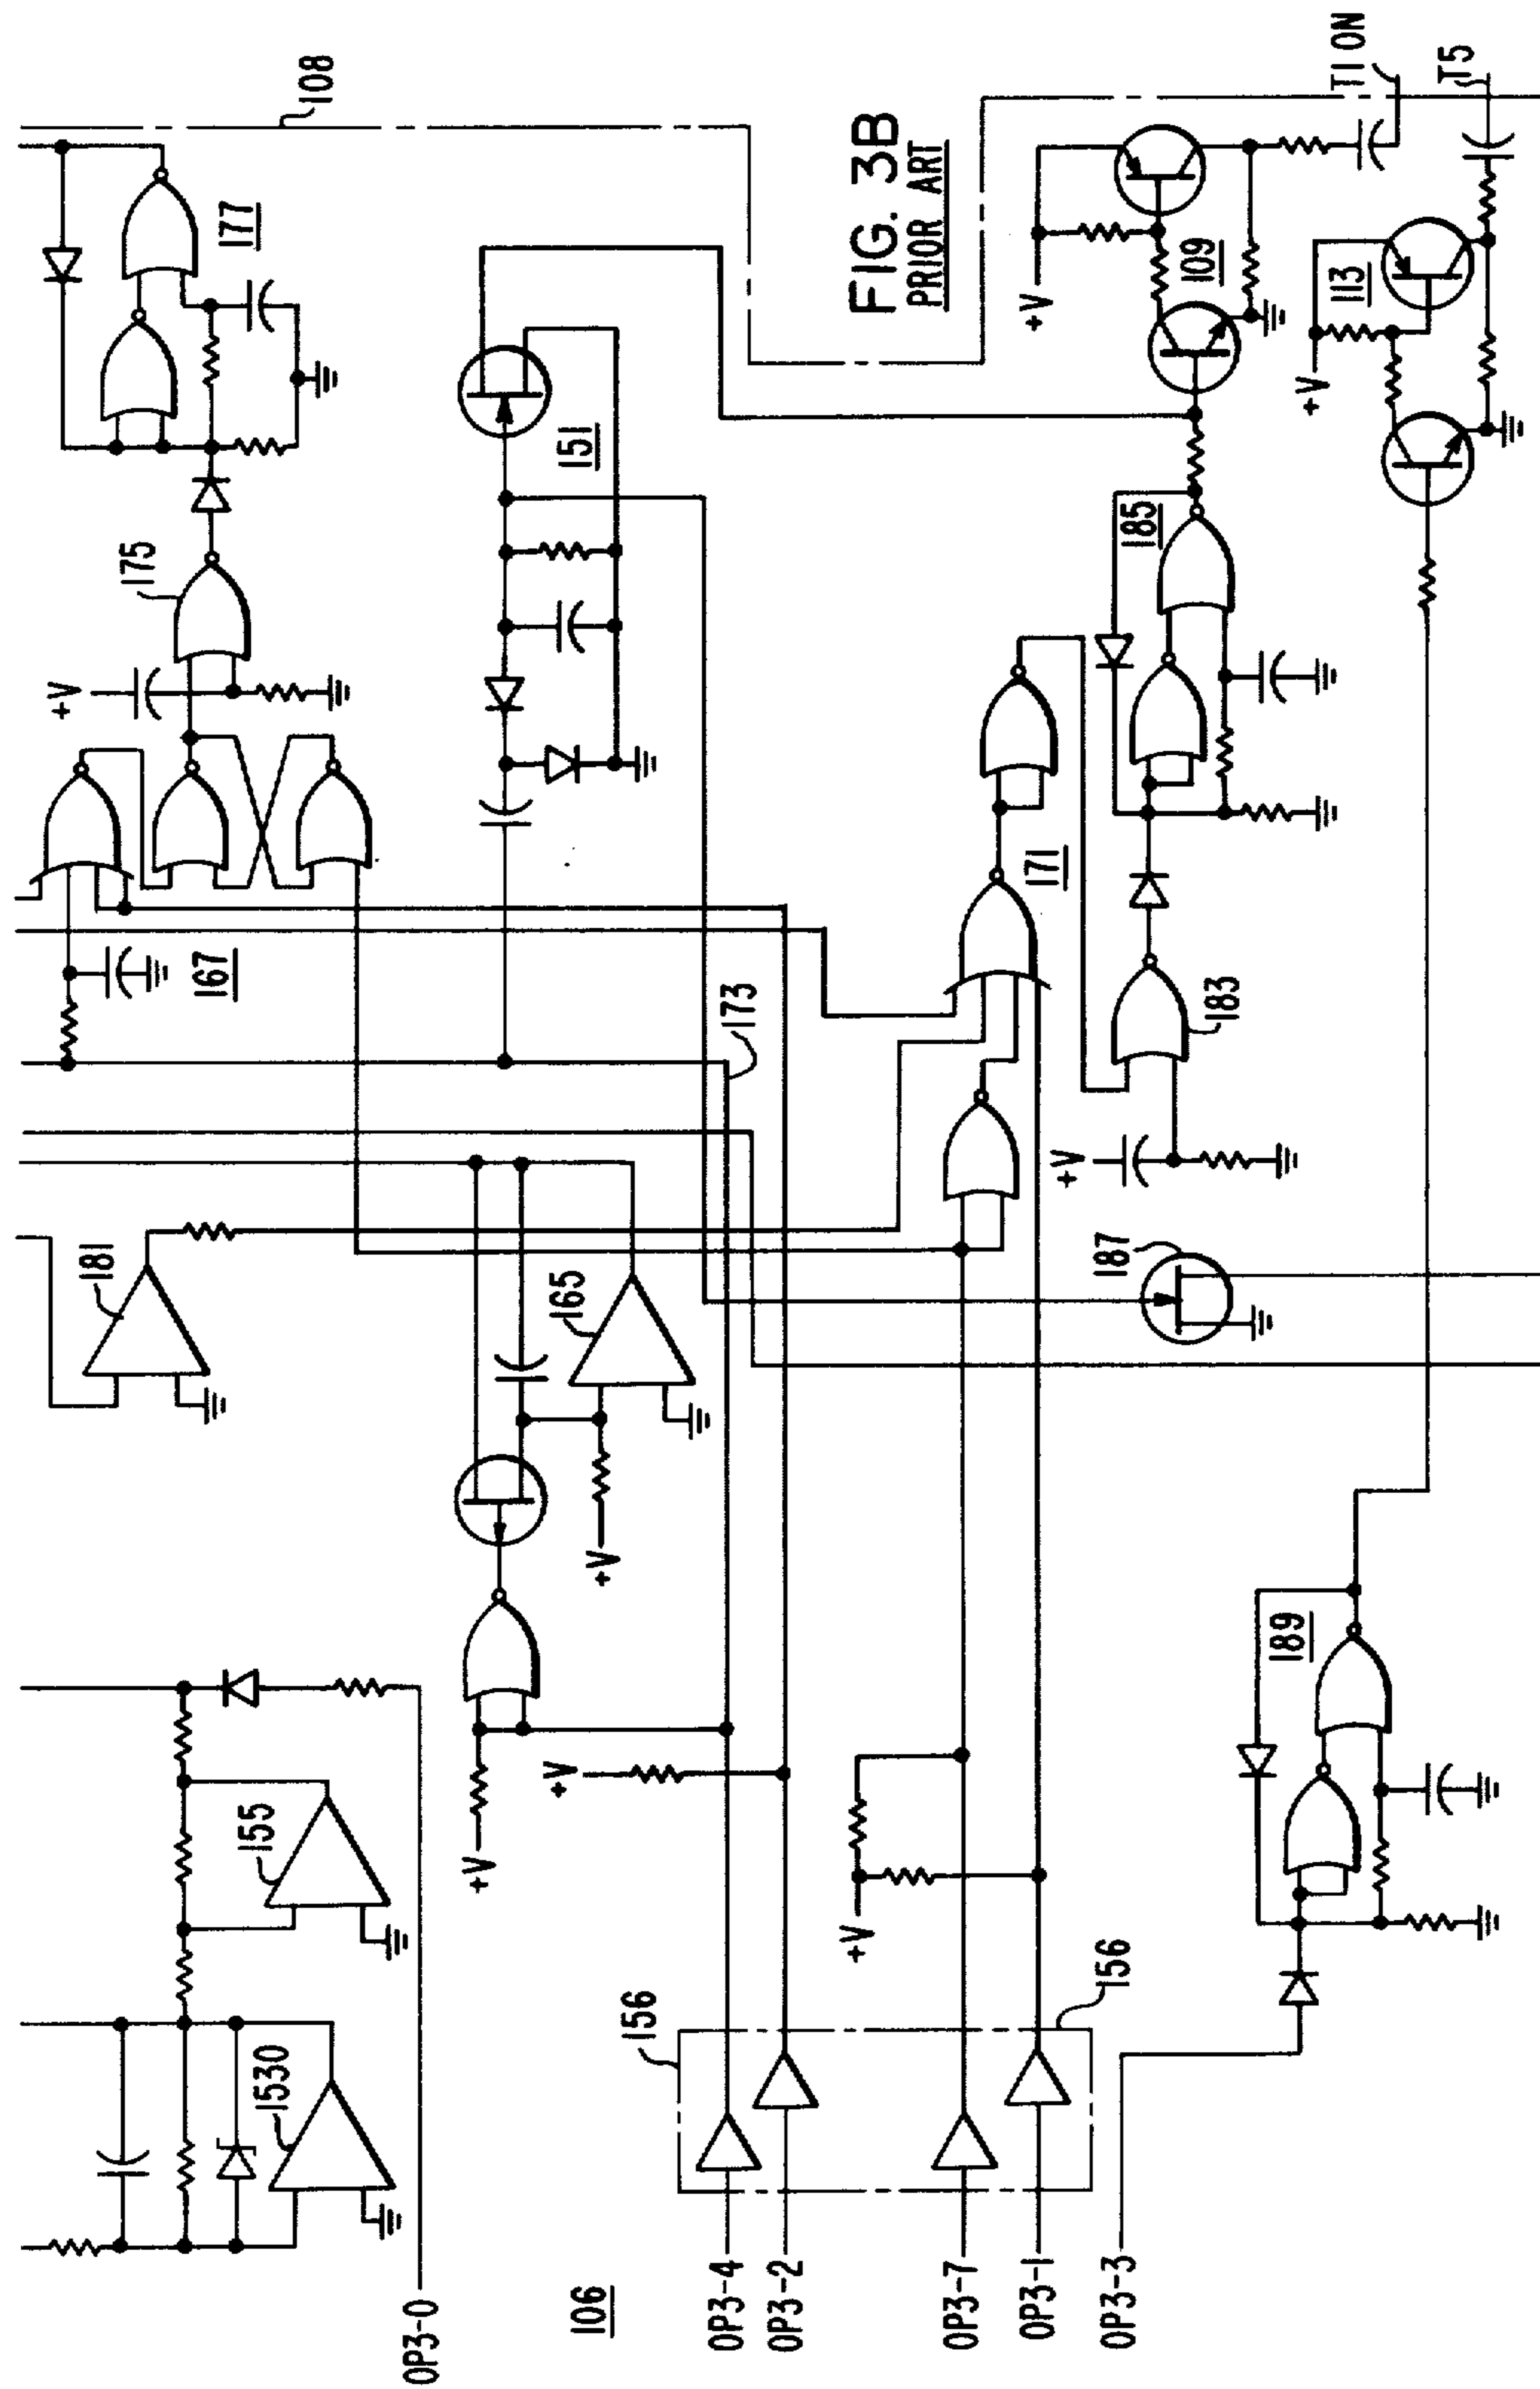 108
177
175
+V
FIG. 3B
PRIOR ART
151
167
173
+V
109
T1 ON
+V
113
T5
185
171
183
+V
187
181
165
+V
155
1530
+V
+V
+V
189
156
156
OP3-0
106
OP3-4
OP3-2
OP3-7
OP3-1
OP3-3